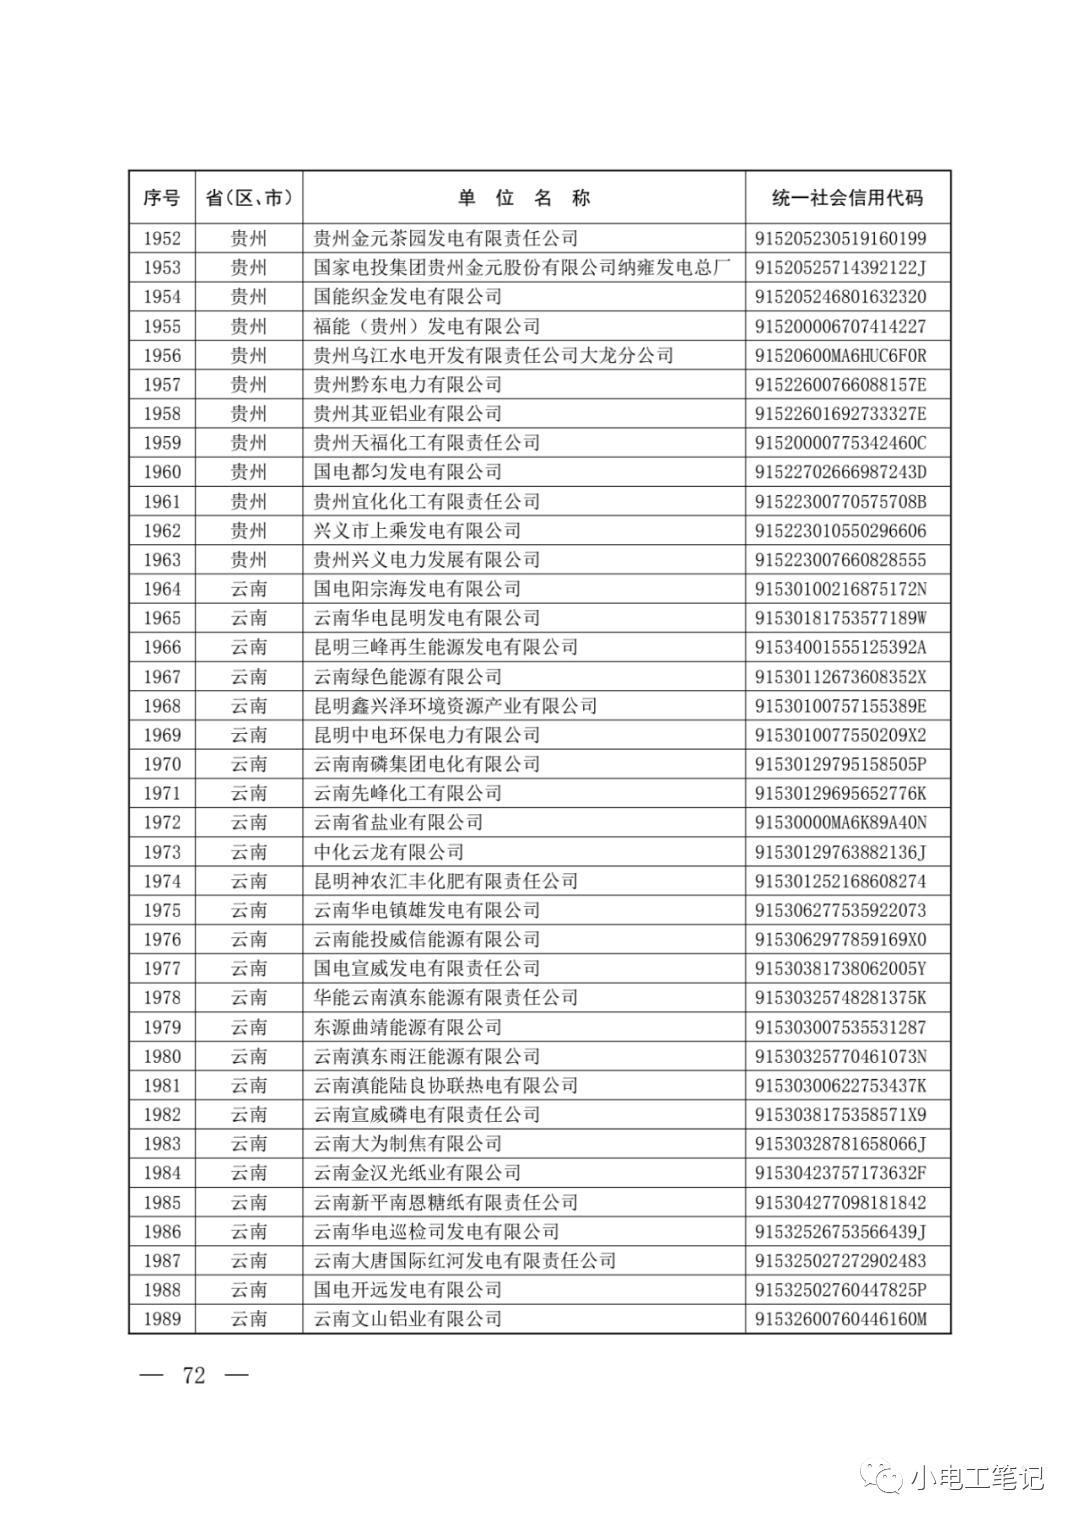 序号 省(区、市) 单 位 名 称 统一社会信用代码
1952 贵州 贵州金元茶园发电有限责任公司 915205230519160199
1953 贵州 国家电投集团贵州金元股份有限公司纳雍发电总厂 91520525714392122J
1954 贵州 国能织金发电有限公司 915205246801632320
1955 贵州 福能（贵州）发电有限公司 915200006707414227
1956 贵州 贵州乌江水电开发有限责任公司大龙分公司 91520600MA6HUC6F0R
1957 贵州 贵州黔东电力有限公司 91522600766088157E
1958 贵州 贵州其亚铝业有限公司 91522601692733327E
1959 贵州 贵州天福化工有限责任公司 91520000775342460C
1960 贵州 国电都匀发电有限公司 91522702666987243D
1961 贵州 贵州宜化化工有限责任公司 91522300770575708B
1962 贵州 兴义市上乘发电有限公司 915223010550296606
1963 贵州 贵州兴义电力发展有限公司 915223007660828555
1964 云南 国电阳宗海发电有限公司 91530100216875172N
1965 云南 云南华电昆明发电有限公司 91530181753577189W
1966 云南 昆明三峰再生能源发电有限公司 91534001555125392A
1967 云南 云南绿色能源有限公司 91530112673608352X
1968 云南 昆明鑫兴泽环境资源产业有限公司 91530100757155389E
1969 云南 昆明中电环保电力有限公司 9153010077550209X2
1970 云南 云南南磷集团电化有限公司 91530129795158505P
1971 云南 云南先峰化工有限公司 91530129695652776K
1972 云南 云南省盐业有限公司 91530000MA6K89A40N
1973 云南 中化云龙有限公司 91530129763882136J
1974 云南 昆明神农汇丰化肥有限责任公司 915301252168608274
1975 云南 云南华电镇雄发电有限公司 915306277535922073
1976 云南 云南能投威信能源有限公司 9153062977859169X0
1977 云南 国电宣威发电有限责任公司 91530381738062005Y
1978 云南 华能云南滇东能源有限责任公司 91530325748281375K
1979 云南 东源曲靖能源有限公司 915303007535531287
1980 云南 云南滇东雨汪能源有限公司 91530325770461073N
1981 云南 云南滇能陆良协联热电有限公司 91530300622753437K
1982 云南 云南宣威磷电有限责任公司 9153038175358571X9
1983 云南 云南大为制焦有限公司 91530328781658066J
1984 云南 云南金汉光纸业有限公司 91530423757173632F
1985 云南 云南新平南恩糖纸有限责任公司 915304277098181842
1986 云南 云南华电巡检司发电有限公司 91532526753566439J
1987 云南 云南大唐国际红河发电有限责任公司 915325027272902483
1988 云南 国电开远发电有限公司 91532502760447825P
1989 云南 云南文山铝业有限公司 91532600760446160M
— 72 —
小电工笔记